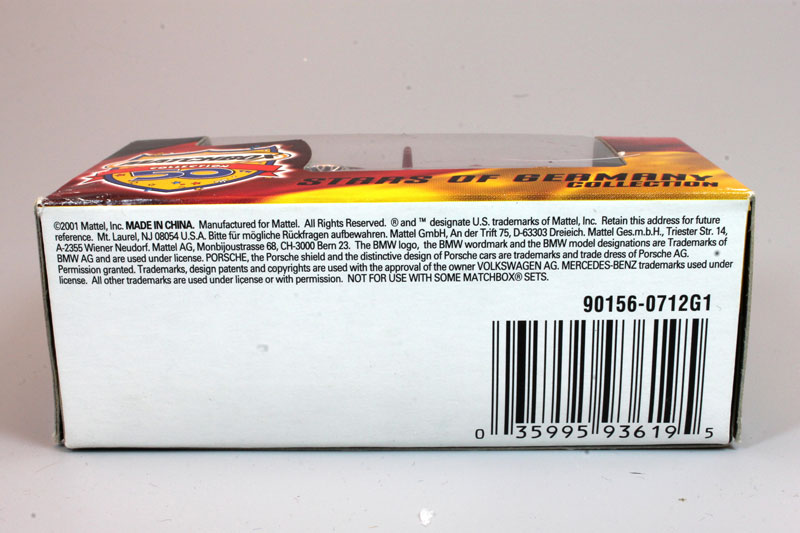 MATCHBOX
COLLECTION
50
STARS OF GERMANY
COLLECTION
©2001 Mattel, Inc. MADE IN CHINA. Manufactured for Mattel. All Rights Reserved. ® and ™ designate U.S. trademarks of Mattel, Inc. Retain this address for future
reference. Mt. Laurel, NJ 08054 U.S.A. Bitte für mögliche Rückfragen aufbewahren. Mattel GmbH, An der Trift 75, D-63303 Dreieich. Mattel Ges.m.b.H., Triester Str. 14,
A-2355 Wiener Neudorf. Mattel AG, Monbijoustrasse 68, CH-3000 Bern 23. The BMW logo, the BMW wordmark and the BMW model designations are Trademarks of
BMW AG and are used under license. PORSCHE, the Porsche shield and the distinctive design of Porsche cars are trademarks and trade dress of Porsche AG.
Permission granted. Trademarks, design patents and copyrights are used with the approval of the owner VOLKSWAGEN AG. MERCEDES-BENZ trademarks used under
license. All other trademarks are used under license or with permission. NOT FOR USE WITH SOME MATCHBOX® SETS.
90156-0712G1
0 35995 93619 5